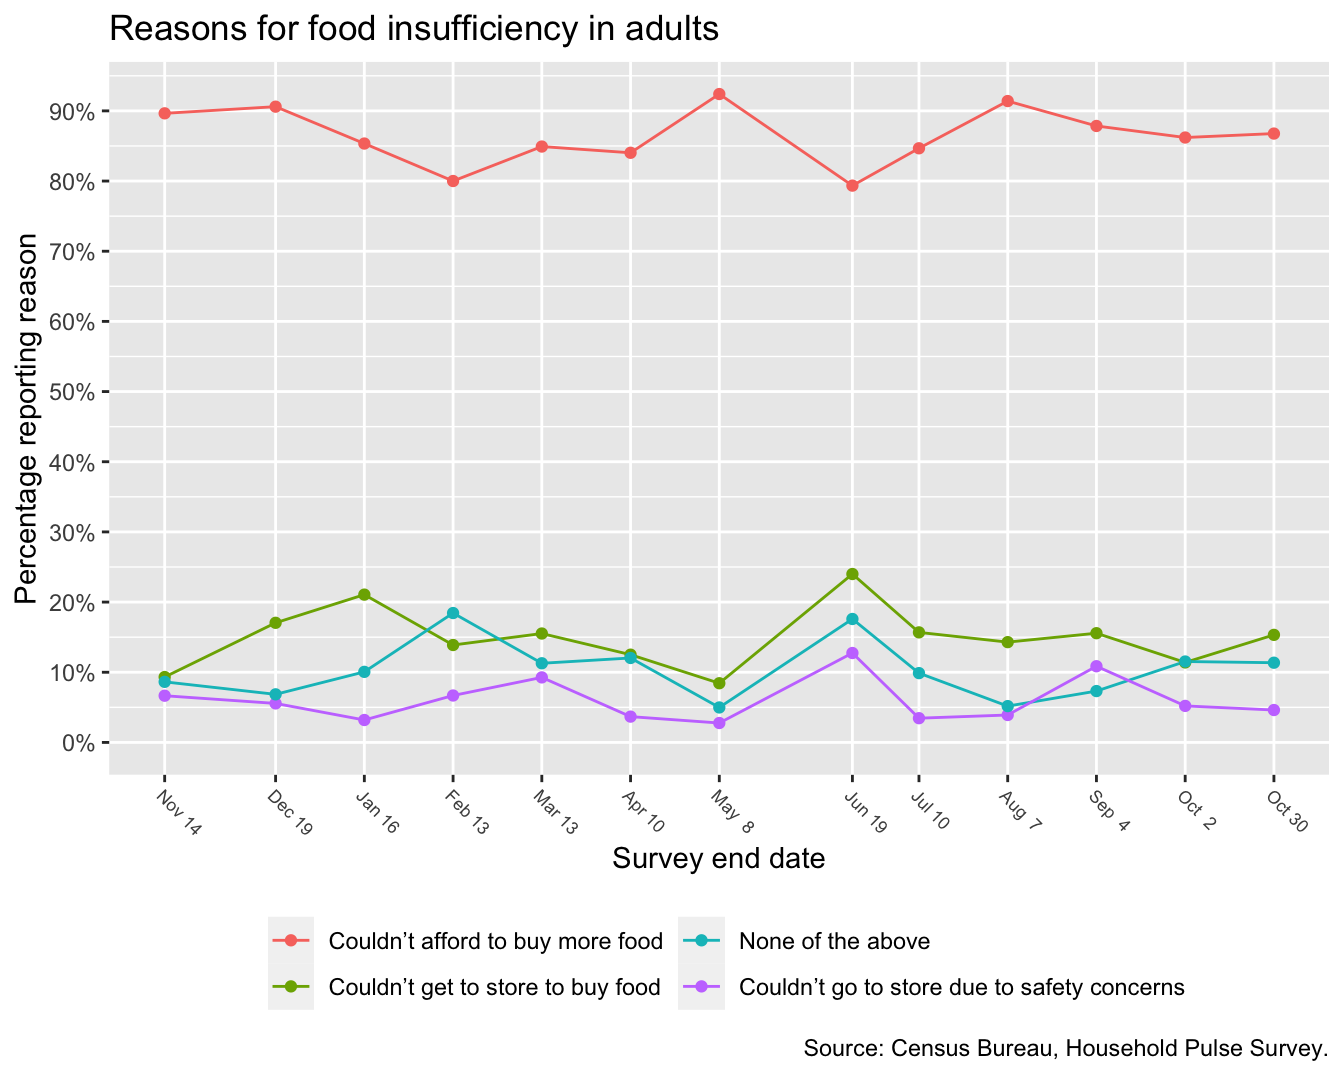 Reasons for food insufficiency in adults
Percentage reporting reason
90%
80%
70%
60%
50%
40%
30%
20%
10%
0%
Nov 14
Dec 19
Jan 16
Feb 13
Mar 13
Apr 10
May 8
Jun 19
Jul 10
Aug 7
Sep 4
Oct 2
Oct 30
Survey end date
Couldn’t afford to buy more food
None of the above
Couldn’t get to store to buy food
Couldn’t go to store due to safety concerns
Source: Census Bureau, Household Pulse Survey.